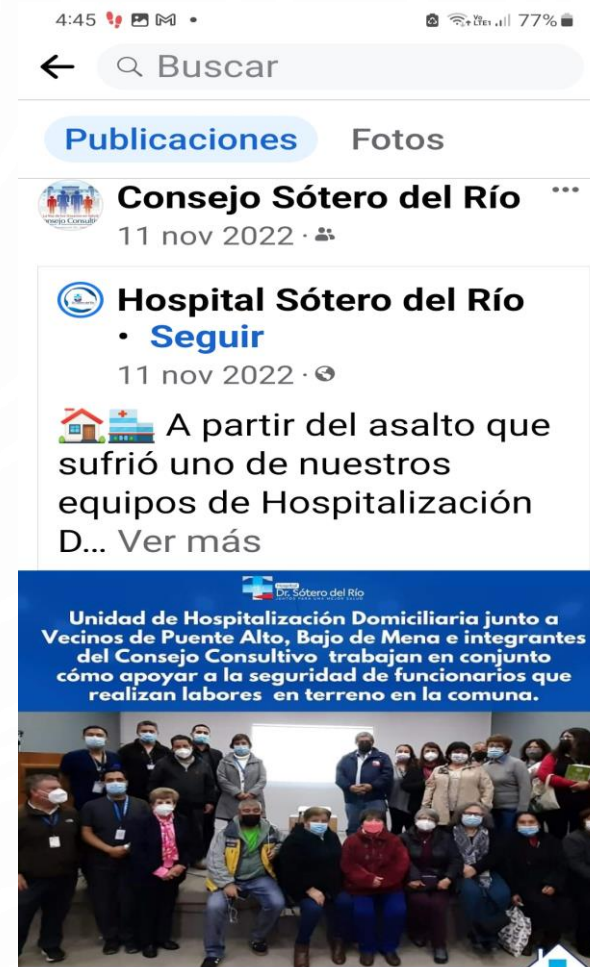 4:45
77%
Buscar
Publicaciones Fotos
Consejo Sótero del Río
11 nov 2022
Hospital Sótero del Río
• Seguir
11 nov 2022
A partir del asalto que
sufrió uno de nuestros
equipos de Hospitalización
D... Ver más
Hospital
Dr. Sótero del Río
Unidad de Hospitalización Domiciliaria junto a
Vecinos de Puente Alto, Bajo de Mena e integrantes
del Consejo Consultivo trabajan en conjunto
cómo apoyar a la seguridad de funcionarios que
realizan labores en terreno en la comuna.